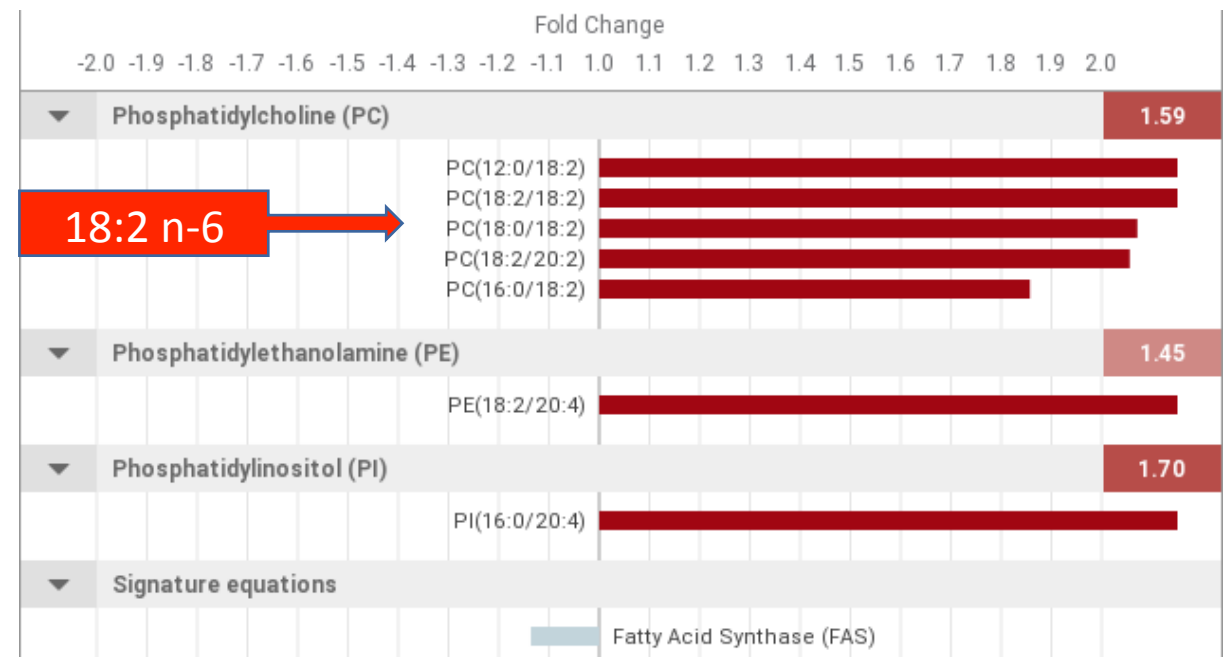 Fold Change
-2.0 -1.9 -1.8 -1.7 -1.6 -1.5 -1.4 -1.3 -1.2 -1.1 1.0 1.1 1.2 1.3 1.4 1.5 1.6 1.7 1.8 1.9 2.0
Phosphatidylcholine (PC) 1.59
PC(12:0/18:2)
PC(18:2/18:2)
18:2 n-6
PC(18:0/18:2)
PC(18:2/20:2)
PC(16:0/18:2)
Phosphatidylethanolamine (PE) 1.45
PE(18:2/20:4)
Phosphatidylinositol (PI) 1.70
PI(16:0/20:4)
Signature equations
Fatty Acid Synthase (FAS)